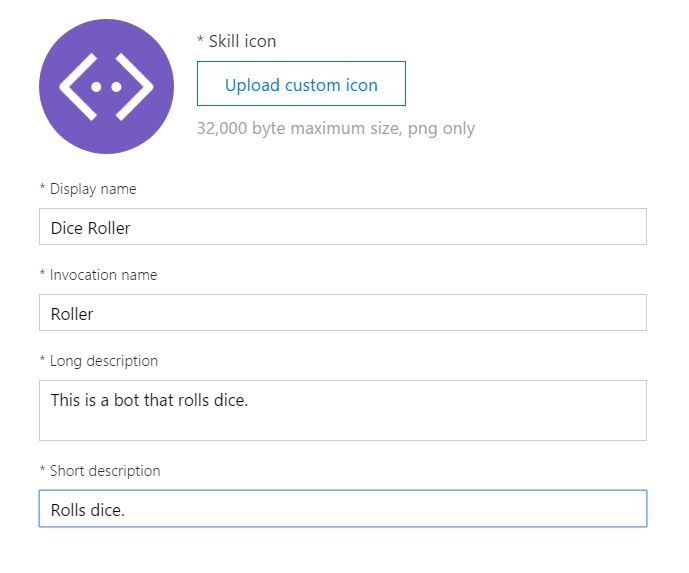 * Skill icon
Upload custom icon
32,000 byte maximum size, png only
* Display name
Dice Roller
* Invocation name
Roller
* Long description
This is a bot that rolls dice.
* Short description
Rolls dice.